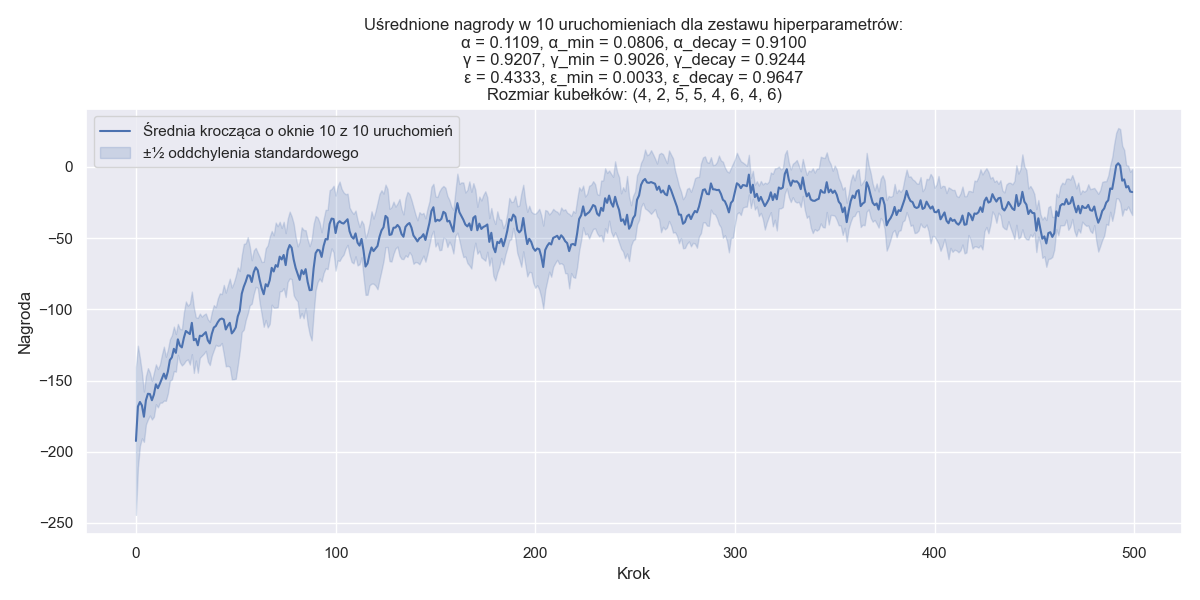 Uśrednione nagrody w 10 uruchomieniach dla zestawu hiperparametrów:
α = 0.1109, α_min = 0.0806, α_decay = 0.9100
γ = 0.9207, γ_min = 0.9026, γ_decay = 0.9244
ε = 0.4333, ε_min = 0.0033, ε_decay = 0.9647
Rozmiar kubełków: (4, 2, 5, 5, 4, 6, 4, 6)
Średnia krocząca o oknie 10 z 10 uruchomień
±½ oddchylenia standardowego
Nagroda
0
−50
−100
−150
−200
−250
0 100 200 300 400 500
Krok